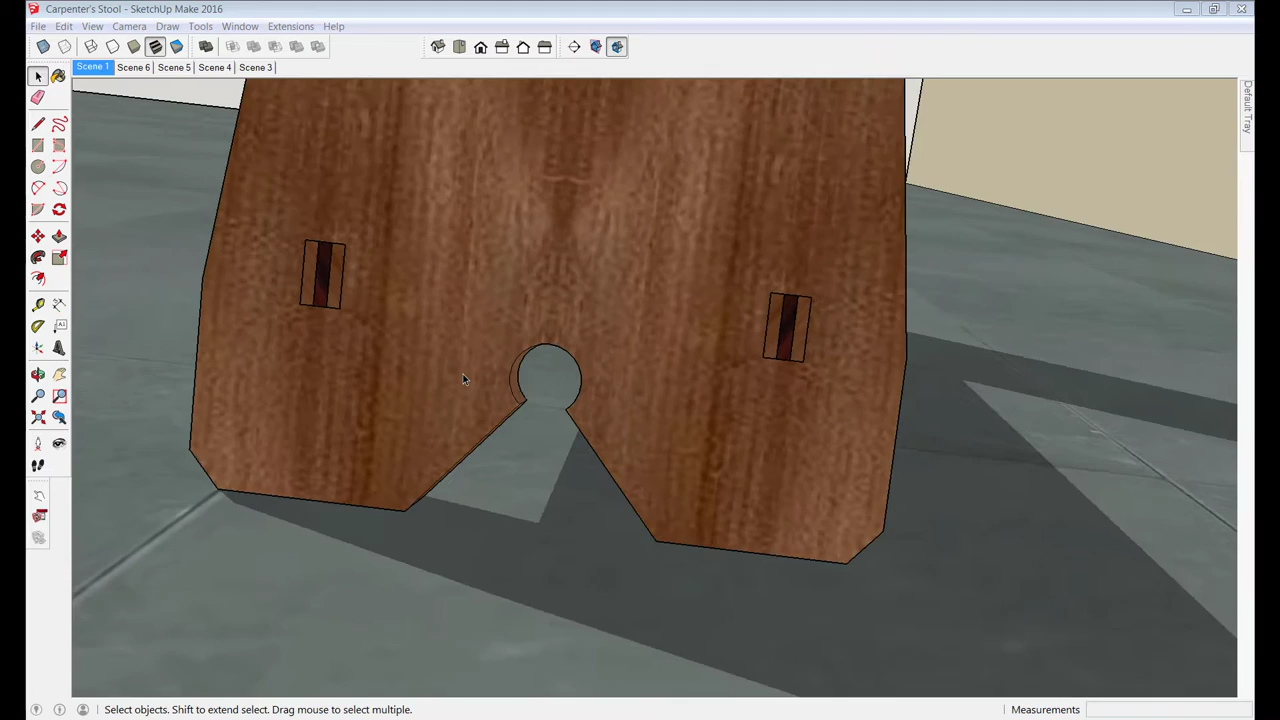 Carpenter's Stool - SketchUp Make 2016
File Edit View Camera Draw Tools Window Extensions Help
Scene 1 Scene 6 Scene 5 Scene 4 Scene 3
Default Tray
A1
Select objects. Shift to extend select. Drag mouse to select multiple.
Measurements